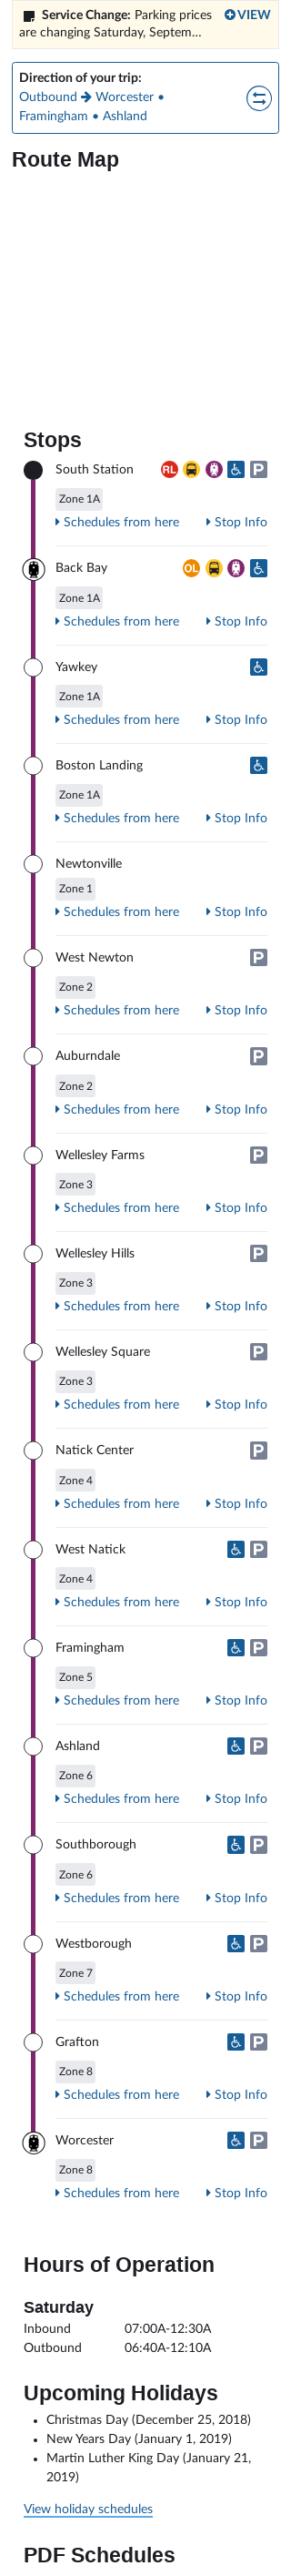 Service Change: Parking prices VIEW
are changing Saturday, Septem...
Direction of your trip:
Outbound → Worcester •
Framingham • Ashland
Route Map
Stops
South Station RL P
Zone 1A
Schedules from here Stop Info
Back Bay OL
Zone 1A
Schedules from here Stop Info
Yawkey
Zone 1A
Schedules from here Stop Info
Boston Landing
Zone 1A
Schedules from here Stop Info
Newtonville
Zone 1
Schedules from here Stop Info
West Newton P
Zone 2
Schedules from here Stop Info
Auburndale P
Zone 2
Schedules from here Stop Info
Wellesley Farms P
Zone 3
Schedules from here Stop Info
Wellesley Hills P
Zone 3
Schedules from here Stop Info
Wellesley Square P
Zone 3
Schedules from here Stop Info
Natick Center P
Zone 4
Schedules from here Stop Info
West Natick P
Zone 4
Schedules from here Stop Info
Framingham P
Zone 5
Schedules from here Stop Info
Ashland P
Zone 6
Schedules from here Stop Info
Southborough P
Zone 6
Schedules from here Stop Info
Westborough P
Zone 7
Schedules from here Stop Info
Grafton P
Zone 8
Schedules from here Stop Info
Worcester P
Zone 8
Schedules from here Stop Info
Hours of Operation
Saturday
Inbound 07:00A-12:30A
Outbound 06:40A-12:10A
Upcoming Holidays
• Christmas Day (December 25, 2018)
• New Years Day (January 1, 2019)
• Martin Luther King Day (January 21,
2019)
View holiday schedules
PDF Schedules